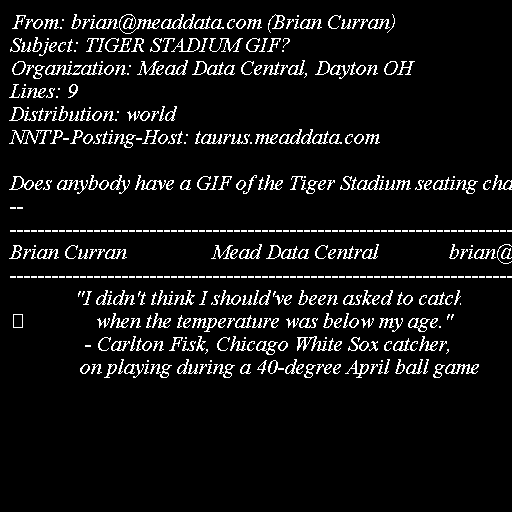 From: brian@meaddata.com (Brian Curran)
Subject: TIGER STADIUM GIF?
Organization: Mead Data Central, Dayton OH
Lines: 9
Distribution: world
NNTP-Posting-Host: taurus.meaddata.com
Does anybody have a GIF of the Tiger Stadium seating cha
--
--------------------------------------------------------------------------------
Brian Curran Mead Data Central brian@
--------------------------------------------------------------------------------
"I didn't think I should've been asked to catch
when the temperature was below my age."
- Carlton Fisk, Chicago White Sox catcher,
on playing during a 40-degree April ball game